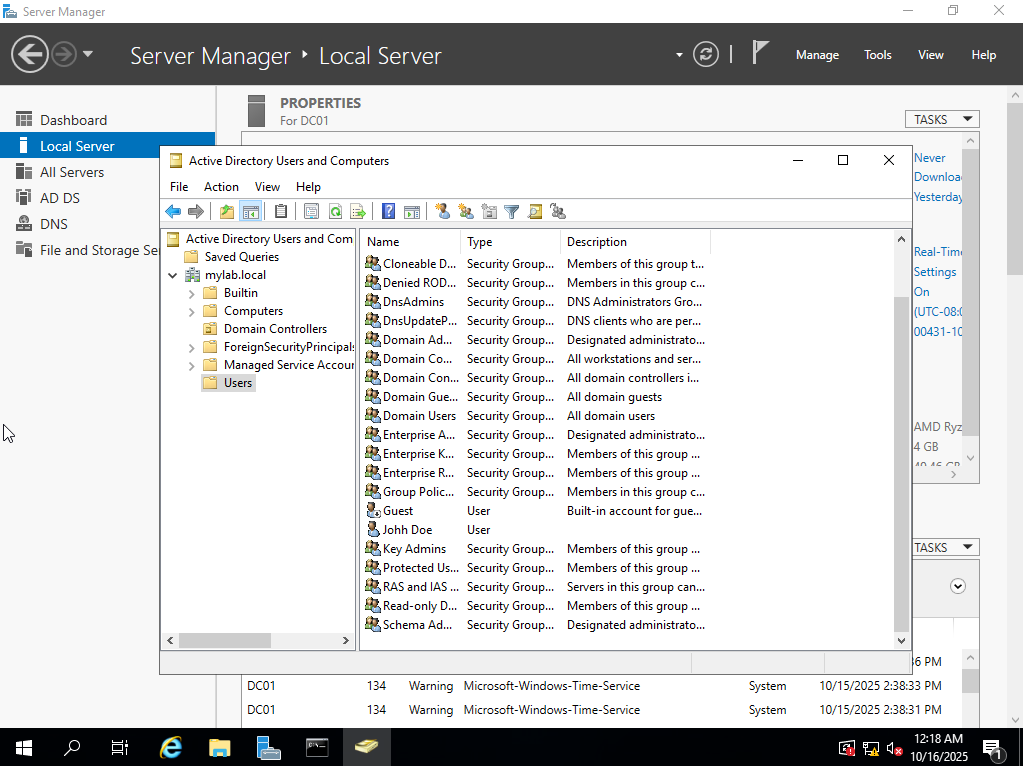 Server Manager
Server Manager ‣ Local Server
Manage Tools View Help
Dashboard
Local Server
All Servers
AD DS
DNS
File and Storage Se
PROPERTIES
For DC01
TASKS
Never
Downloa
Yesterday
Real-Time
Settings
On
(UTC-08:0
00431-10
AMD Ryz
4 GB
Active Directory Users and Computers
File Action View Help
Active Directory Users and Com
Saved Queries
mylab.local
Builtin
Computers
Domain Controllers
ForeignSecurityPrincipals
Managed Service Accour
Users
Name Type Description
Cloneable D... Security Group... Members of this group t...
Denied ROD... Security Group... Members in this group c...
DnsAdmins Security Group... DNS Administrators Gro...
DnsUpdateP... Security Group... DNS clients who are per...
Domain Ad... Security Group... Designated administrato...
Domain Co... Security Group... All workstations and ser...
Domain Con... Security Group... All domain controllers i...
Domain Gue... Security Group... All domain guests
Domain Users Security Group... All domain users
Enterprise A... Security Group... Designated administrato...
Enterprise K... Security Group... Members of this group ...
Enterprise R... Security Group... Members of this group ...
Group Polic... Security Group... Members in this group c...
Guest User Built-in account for gue...
Johh Doe User
Key Admins Security Group... Members of this group ...
Protected Us... Security Group... Members of this group ...
RAS and IAS ... Security Group... Servers in this group can...
Read-only D... Security Group... Members of this group ...
Schema Ad... Security Group... Designated administrato...
TASKS
36 PM
DC01 134 Warning Microsoft-Windows-Time-Service System 10/15/2025 2:38:33 PM
DC01 134 Warning Microsoft-Windows-Time-Service System 10/15/2025 2:38:31 PM
12:18 AM
10/16/2025
1